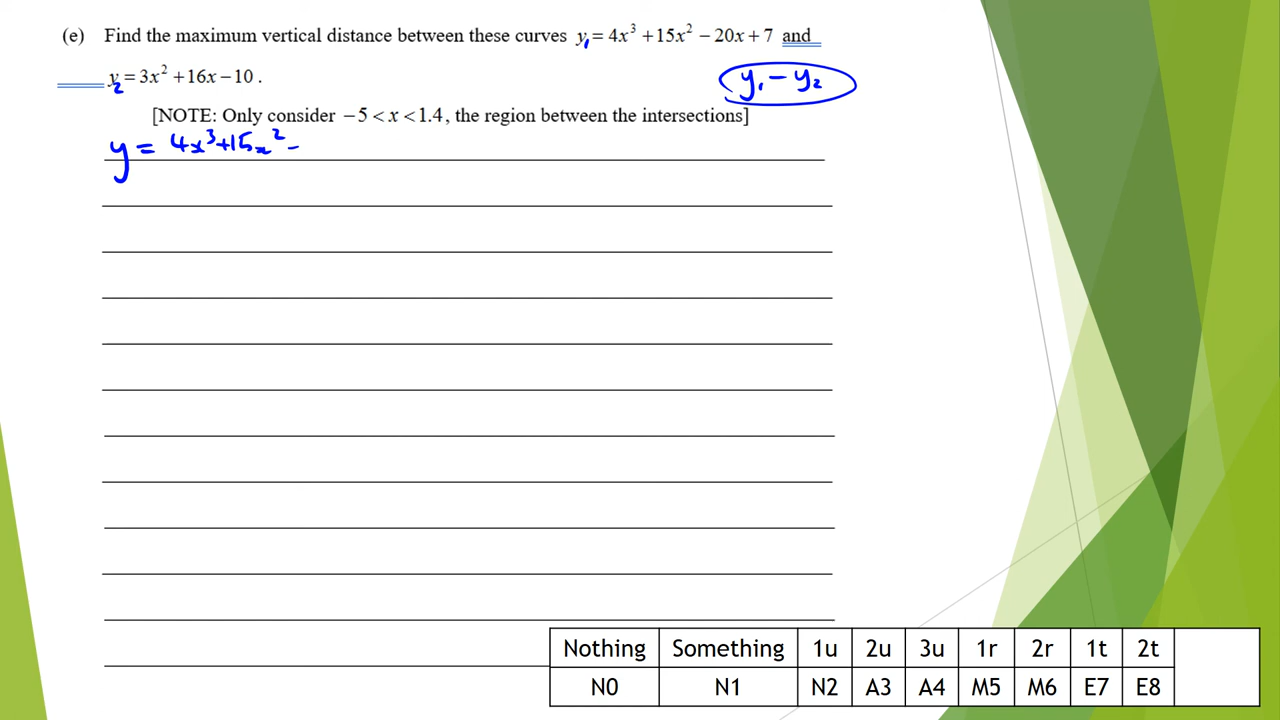 (e) Find the maximum vertical distance between these curves y₁ = 4x³ + 15x² − 20x + 7 and
y₂ = 3x² + 16x − 10 .
y₁ − y₂
[NOTE: Only consider −5 < x < 1.4, the region between the intersections]
y = 4x³+15x² −
Nothing Something 1u 2u 3u 1r 2r 1t 2t
N0 N1 N2 A3 A4 M5 M6 E7 E8